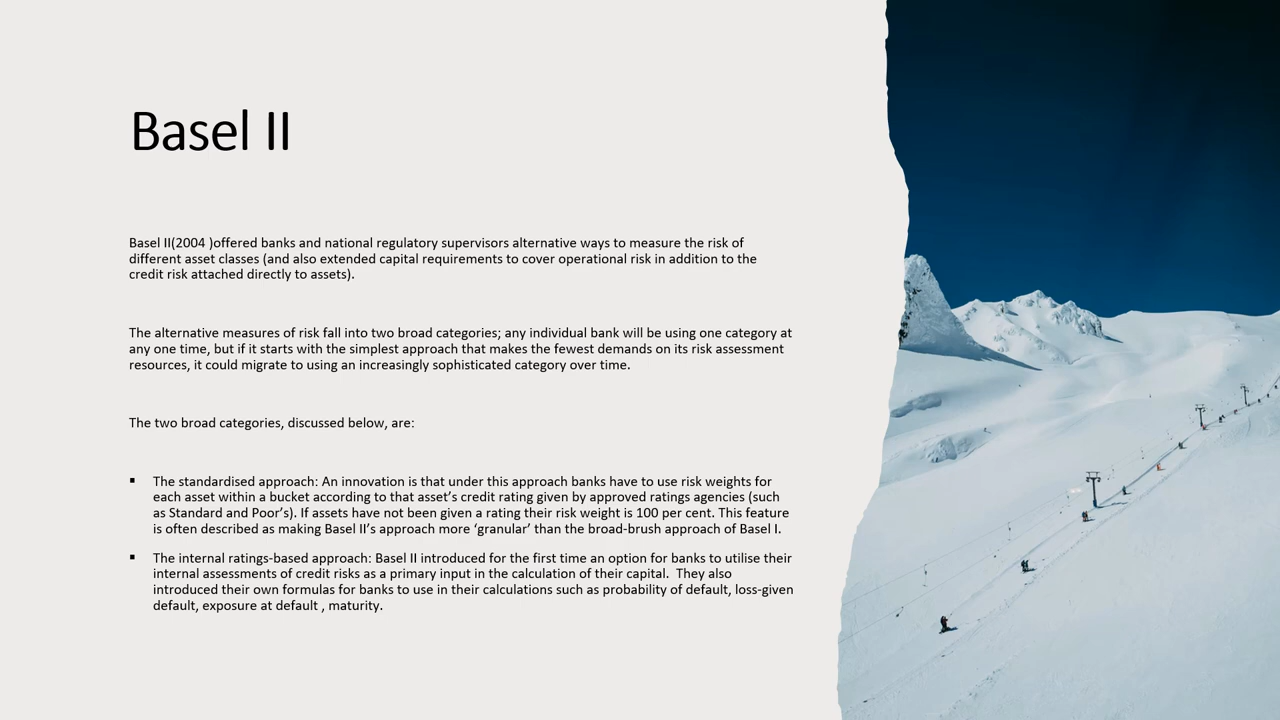 Basel II
Basel II(2004 )offered banks and national regulatory supervisors alternative ways to measure the risk of
different asset classes (and also extended capital requirements to cover operational risk in addition to the
credit risk attached directly to assets).
The alternative measures of risk fall into two broad categories; any individual bank will be using one category at
any one time, but if it starts with the simplest approach that makes the fewest demands on its risk assessment
resources, it could migrate to using an increasingly sophisticated category over time.
The two broad categories, discussed below, are:
▪ The standardised approach: An innovation is that under this approach banks have to use risk weights for
each asset within a bucket according to that asset’s credit rating given by approved ratings agencies (such
as Standard and Poor’s). If assets have not been given a rating their risk weight is 100 per cent. This feature
is often described as making Basel II’s approach more ‘granular’ than the broad-brush approach of Basel I.
▪ The internal ratings-based approach: Basel II introduced for the first time an option for banks to utilise their
internal assessments of credit risks as a primary input in the calculation of their capital.  They also
introduced their own formulas for banks to use in their calculations such as probability of default, loss-given
default, exposure at default , maturity.